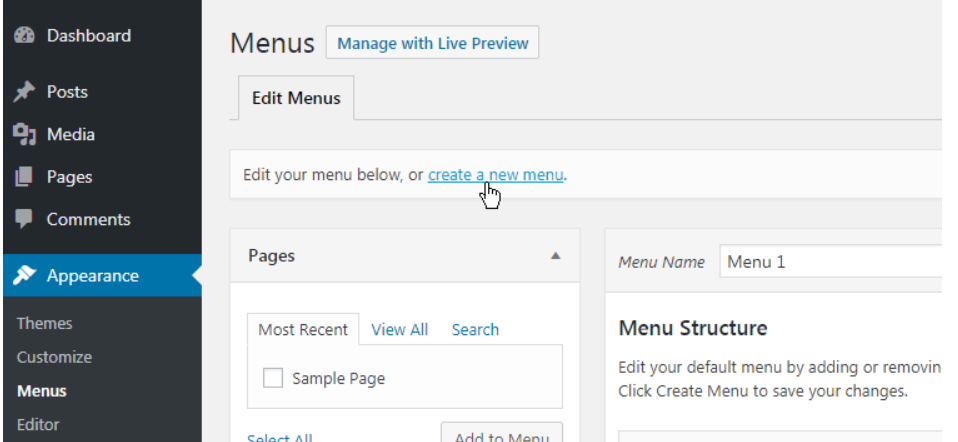 Dashboard
Posts
Media
Pages
Comments
Appearance
Themes
Customize
Menus
Editor
Menus Manage with Live Preview
Edit Menus
Edit your menu below, or create a new menu.
Pages
Most Recent View All Search
Sample Page
Select All Add to Menu
Menu Name Menu 1
Menu Structure
Edit your default menu by adding or removin
Click Create Menu to save your changes.